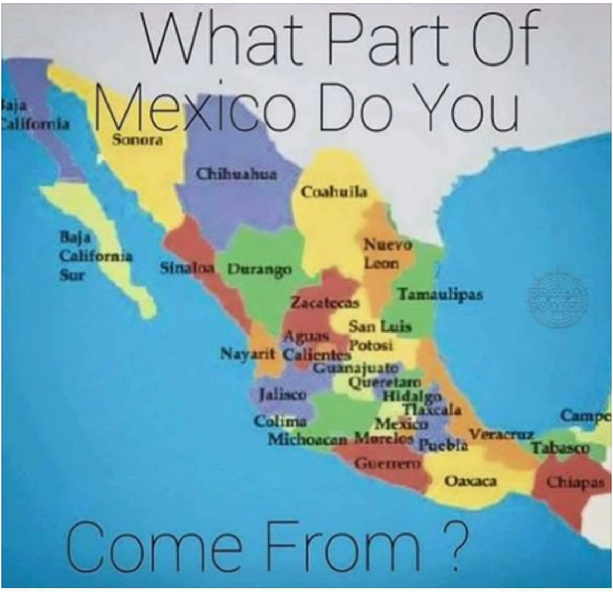 What Part Of
Mexico Do You
Baja
California
Sonora
Chihuahua
Coahuila
Baja
California
Sur
Sinaloa
Durango
Nuevo
Leon
Zacatecas
Tamaulipas
San Luis
Potosi
Aguas
Calientes
Nayarit
Guanajuato
Queretaro
Jalisco
Hidalgo
Tlaxcala
Colima
Mexico
Campe
Michoacan
Morelos
Puebla
Veracruz
Tabasco
Guerrero
Oaxaca
Chiapas
Come From ?